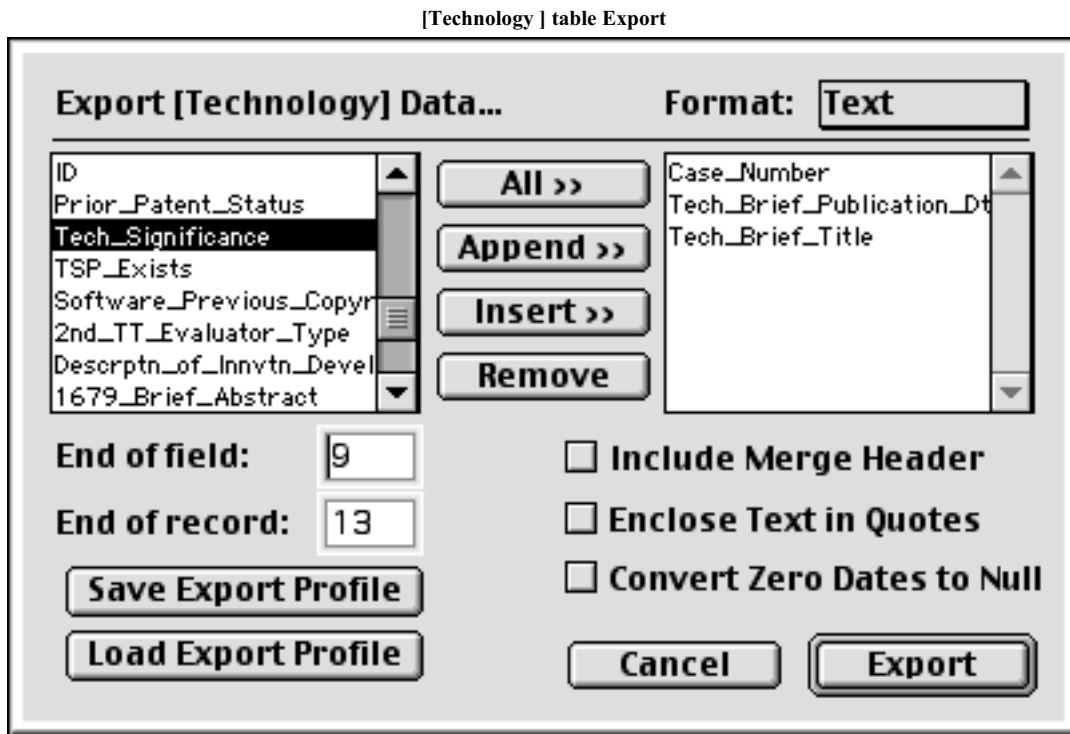 [Technology ] table Export
Export [Technology] Data...
Format: Text
ID
Prior_Patent_Status
Tech_Significance
TSP_Exists
Software_Previous_Copyr
2nd_TT_Evaluator_Type
Descrptn_of_Innvtn_Devel
1679_Brief_Abstract
All >>
Append >>
Insert >>
Remove
Case_Number
Tech_Brief_Publication_Dt
Tech_Brief_Title
End of field: 9
End of record: 13
Save Export Profile
Load Export Profile
Include Merge Header
Enclose Text in Quotes
Convert Zero Dates to Null
Cancel
Export